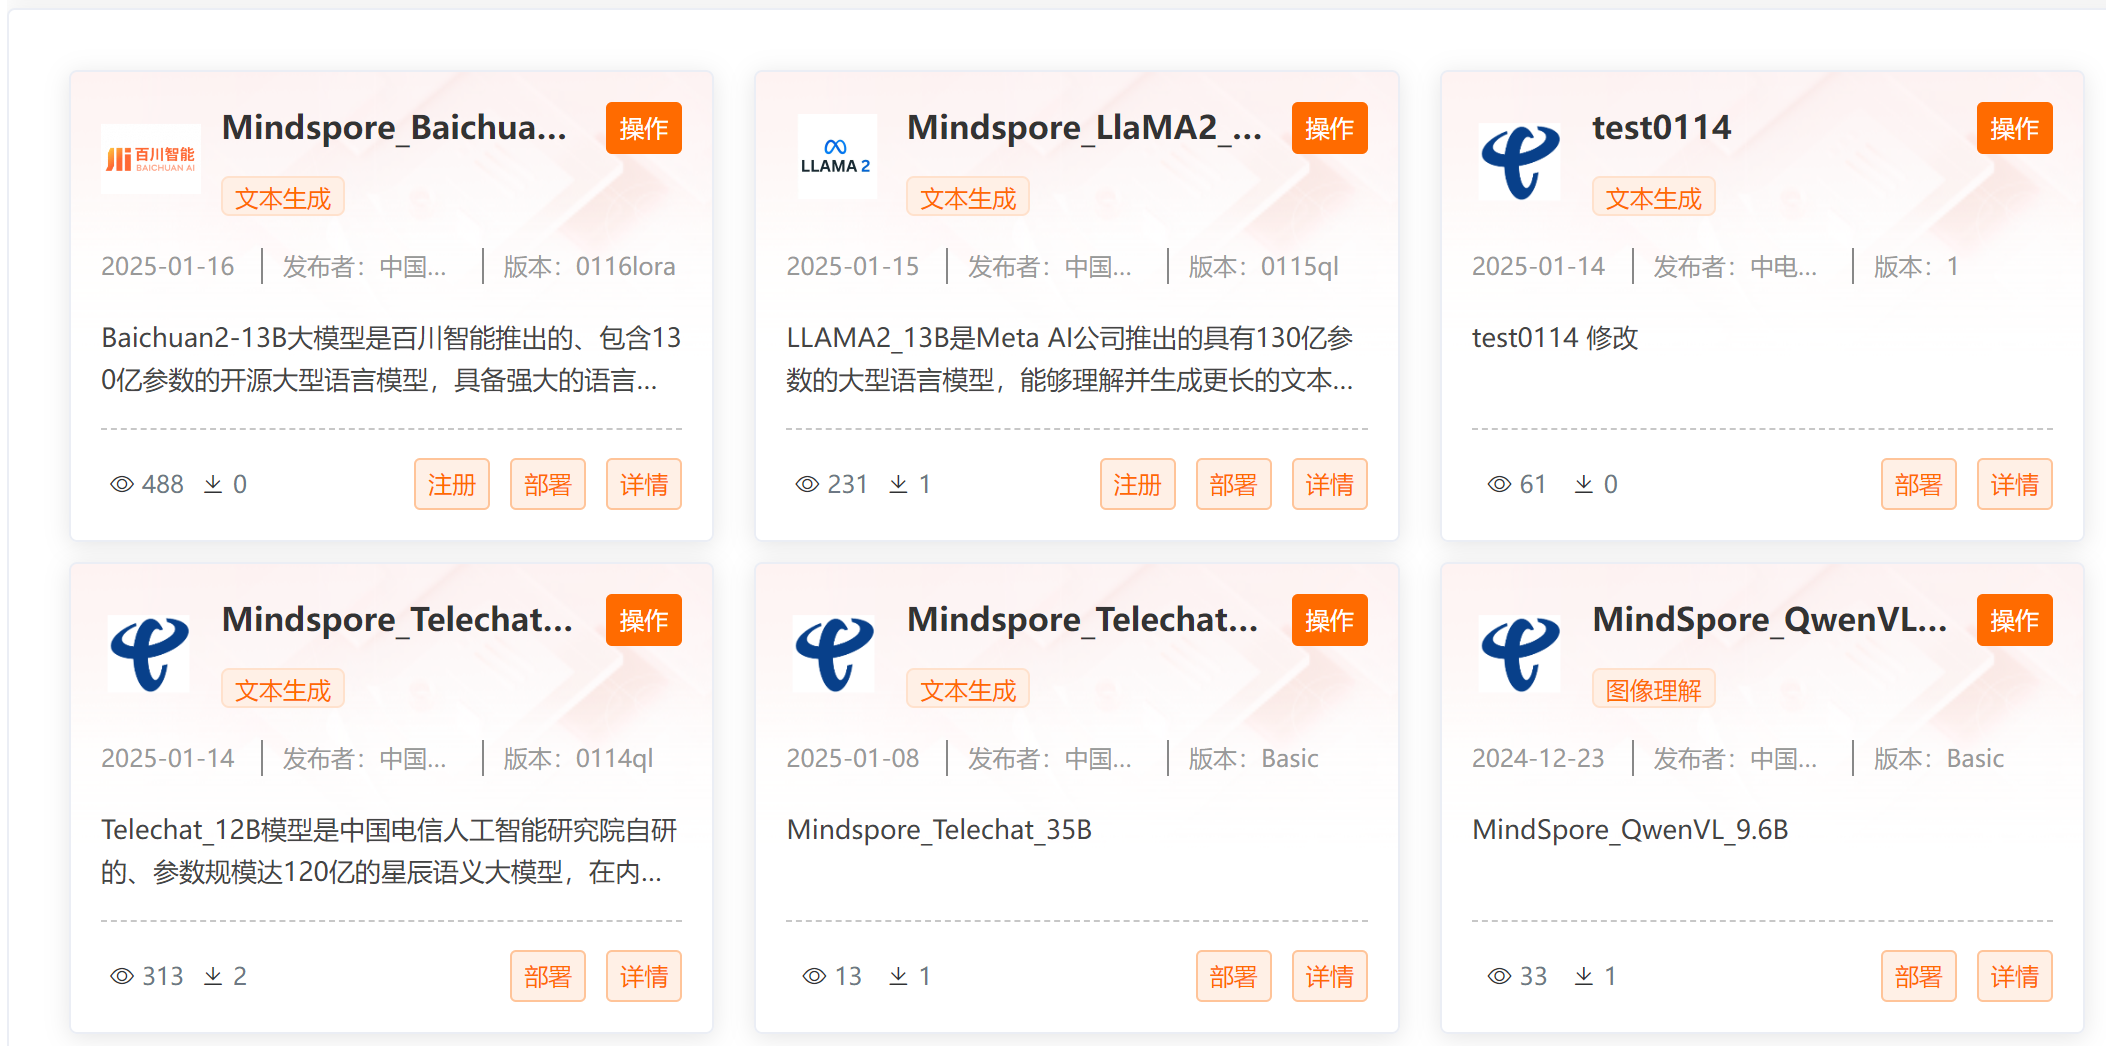 Mindspore_Baichua...
操作
百川智能
BAICHUAN AI
文本生成
2025-01-16
发布者：中国...
版本：0116lora
Baichuan2-13B大模型是百川智能推出的、包含13
0亿参数的开源大型语言模型，具备强大的语言...
488
0
注册
部署
详情
Mindspore_LlaMA2_...
操作
LLAMA 2
文本生成
2025-01-15
发布者：中国...
版本：0115ql
LLAMA2_13B是Meta AI公司推出的具有130亿参
数的大型语言模型，能够理解并生成更长的文本...
231
1
注册
部署
详情
test0114
操作
文本生成
2025-01-14
发布者：中电...
版本：1
test0114 修改
61
0
部署
详情
Mindspore_Telechat...
操作
文本生成
2025-01-14
发布者：中国...
版本：0114ql
Telechat_12B模型是中国电信人工智能研究院自研
的、参数规模达120亿的星辰语义大模型，在内...
313
2
部署
详情
Mindspore_Telechat...
操作
文本生成
2025-01-08
发布者：中国...
版本：Basic
Mindspore_Telechat_35B
13
1
部署
详情
MindSpore_QwenVL...
操作
图像理解
2024-12-23
发布者：中国...
版本：Basic
MindSpore_QwenVL_9.6B
33
1
部署
详情